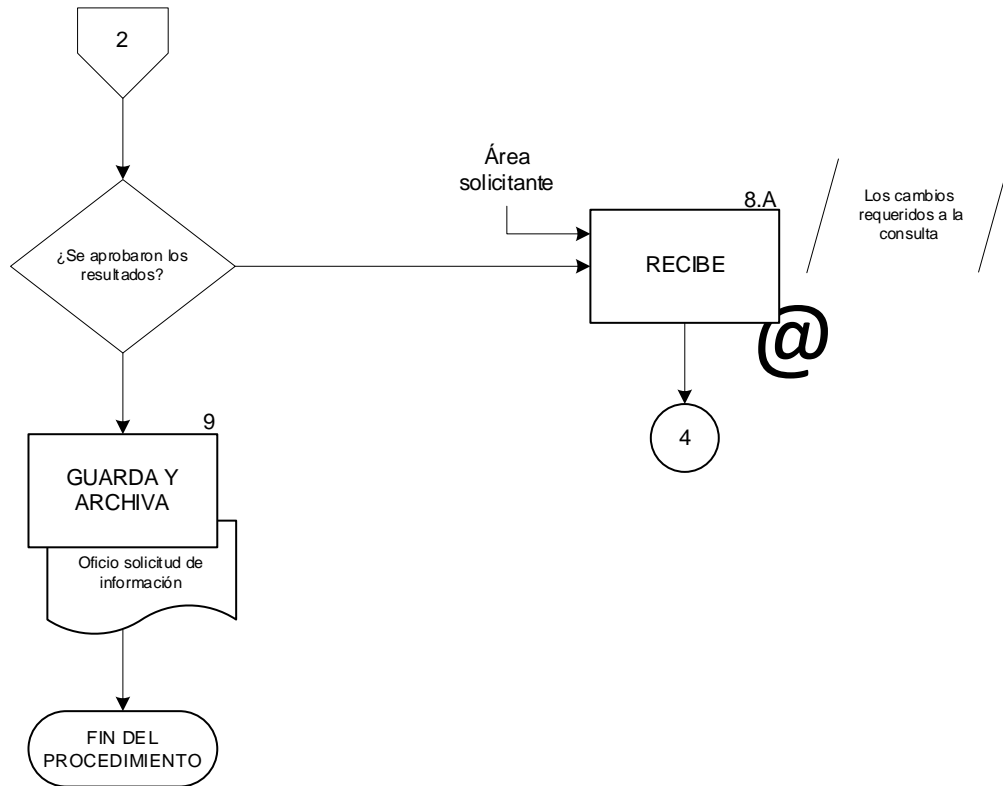 2
¿Se aprobaron los
resultados?
Área
solicitante
8.A
RECIBE
Los cambios
requeridos a la
consulta
@
4
9
GUARDA Y
ARCHIVA
Oficio solicitud de
información
FIN DEL
PROCEDIMIENTO